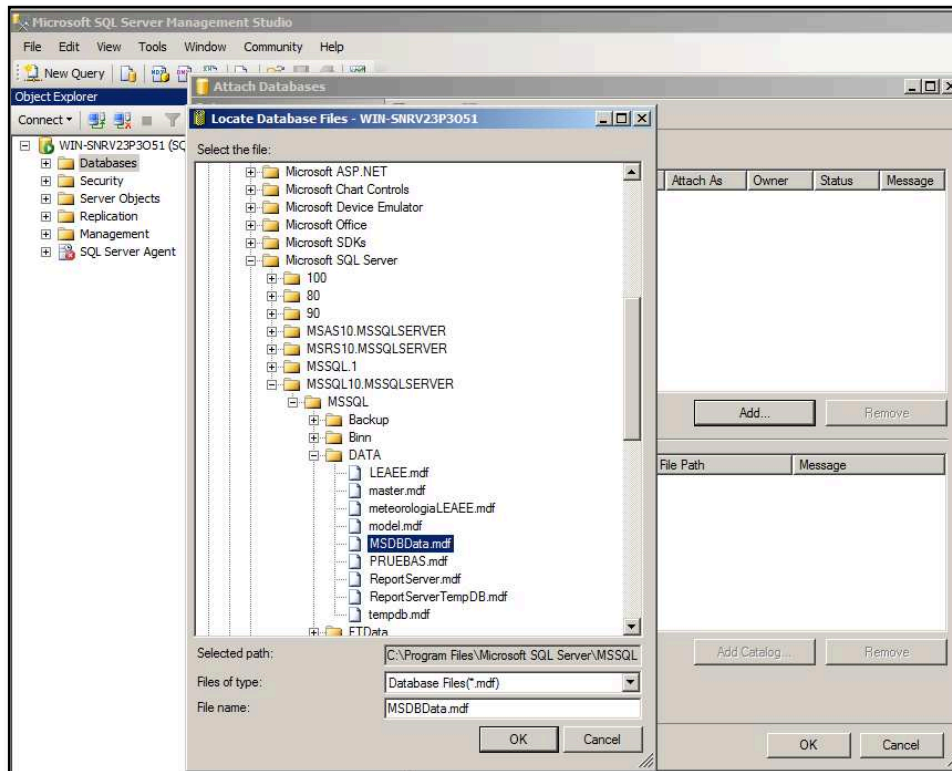 Microsoft SQL Server Management Studio
File Edit View Tools Window Community Help
New Query
Attach Databases
Object Explorer
Connect
Locate Database Files - WIN-SNRV23P3O51
Select the file:
WIN-SNRV23P3O51 (SQ
Databases
Security
Server Objects
Replication
Management
SQL Server Agent
Microsoft ASP.NET
Microsoft Chart Controls
Microsoft Device Emulator
Microsoft Office
Microsoft SDKs
Microsoft SQL Server
100
80
90
MSAS10.MSSQLSERVER
MSRS10.MSSQLSERVER
MSSQL.1
MSSQL10.MSSQLSERVER
MSSQL
Backup
Binn
DATA
LEAEE.mdf
master.mdf
meteorologiaLEAEE.mdf
model.mdf
MSDBData.mdf
PRUEBAS.mdf
ReportServer.mdf
ReportServerTempDB.mdf
tempdb.mdf
FTData
Selected path: C:\Program Files\Microsoft SQL Server\MSSQL
Files of type: Database Files(*.mdf)
File name: MSDBData.mdf
OK Cancel
Attach As Owner Status Message
Add... Remove
File Path Message
Add Catalog... Remove
OK Cancel